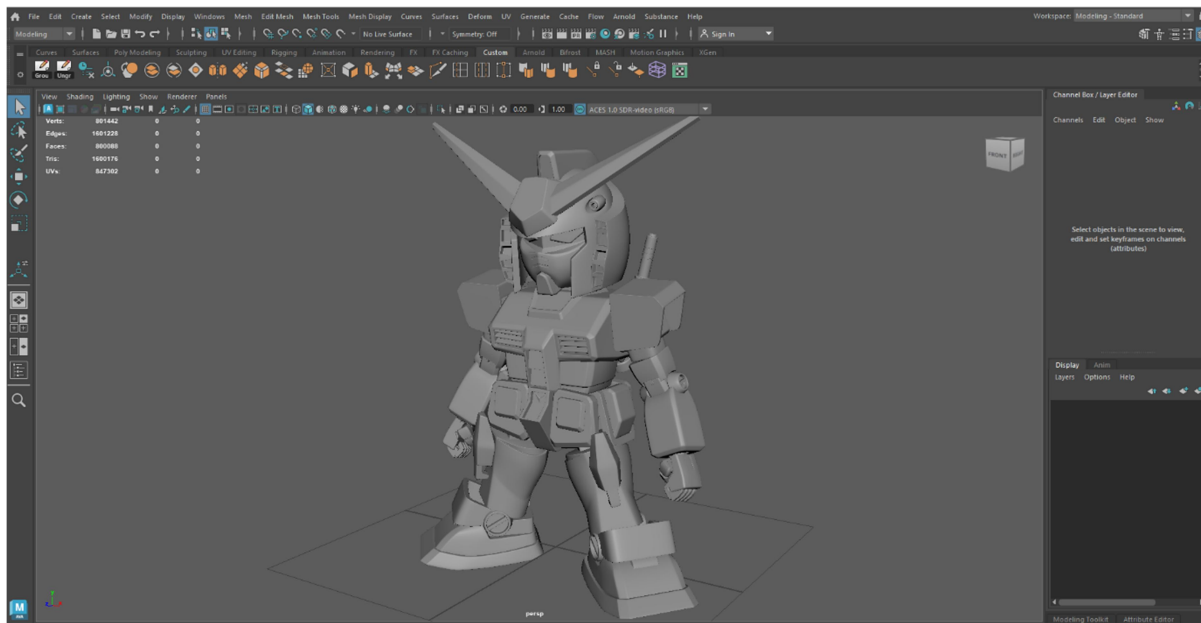 File Edit Create Select Modify Display Windows Mesh Edit Mesh Mesh Tools Mesh Display Curves Surfaces Deform UV Generate Cache Flow Arnold Substance Help
Workspace: Modeling - Standard
Modeling No Live Surface Symmetry: Off Sign In
Curves Surfaces Poly Modeling Sculpting UV Editing Rigging Animation Rendering FX FX Caching Custom Arnold Bifrost MASH Motion Graphics XGen
Grou Ungr
View Shading Lighting Show Renderer Panels
0.00 1.00 ACES 1.0 SDR-video (sRGB)
Verts: 801442 0 0
Edges: 1601228 0 0
Faces: 800088 0 0
Tris: 1600176 0 0
UVs: 847302 0 0
FRONT
persp
Channel Box / Layer Editor
Channels Edit Object Show
Select objects in the scene to view,
edit and set keyframes on channels
(attributes)
Display Anim
Layers Options Help
Modeling Toolkit Attribute Editor
M